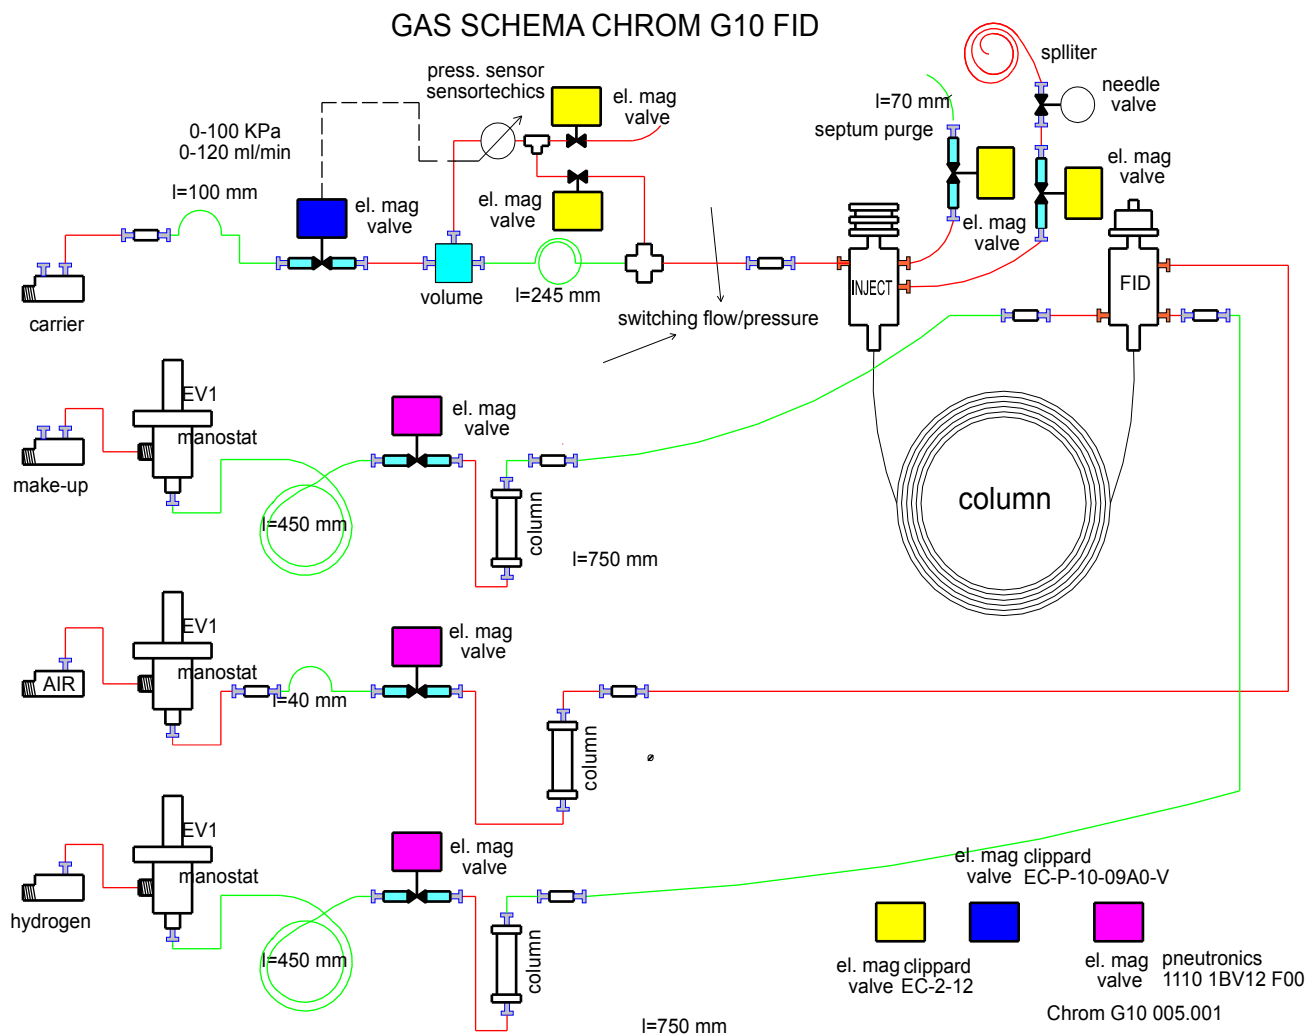 GAS SCHEMA CHROM G10 FID
press. sensor
sensortechics
el. mag
valve
0-100 KPa
0-120 ml/min
l=100 mm
el. mag
valve
el. mag
valve
carrier
volume
l=245 mm
switching flow/pressure
l=70 mm
septum purge
splliter
needle
valve
el. mag
valve
el. mag
valve
INJECT
FID
column
EV1
manostat
make-up
l=450 mm
el. mag
valve
column
l=750 mm
EV1
manostat
AIR
l=40 mm
el. mag
valve
column
EV1
manostat
hydrogen
l=450 mm
el. mag
valve
column
l=750 mm
el. mag clippard
valve EC-P-10-09A0-V
el. mag clippard
valve EC-2-12
el. mag pneutronics
valve 1110 1BV12 F00
Chrom G10 005.001